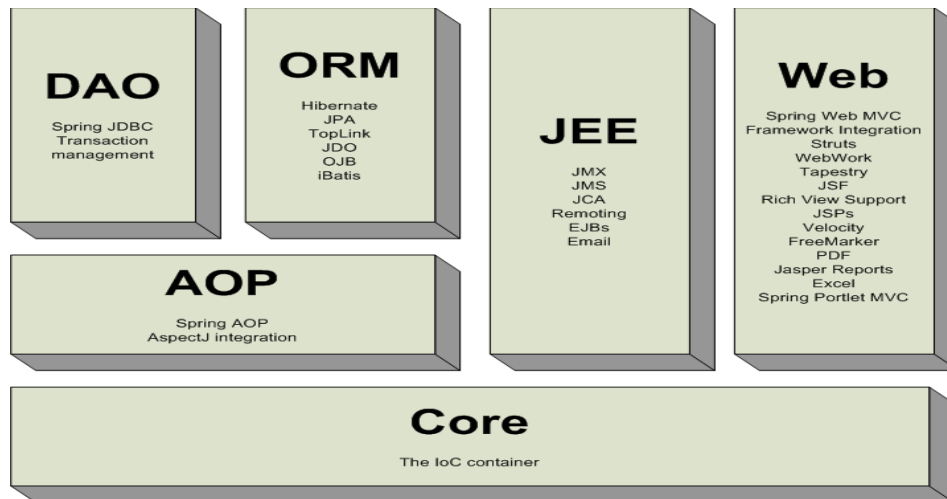 DAO
Spring JDBC
Transaction
management
ORM
Hibernate
JPA
TopLink
JDO
OJB
iBatis
JEE
JMX
JMS
JCA
Remoting
EJBs
Email
Web
Spring Web MVC
Framework Integration
Struts
WebWork
Tapestry
JSF
Rich View Support
JSPs
Velocity
FreeMarker
PDF
Jasper Reports
Excel
Spring Portlet MVC
AOP
Spring AOP
AspectJ integration
Core
The IoC container